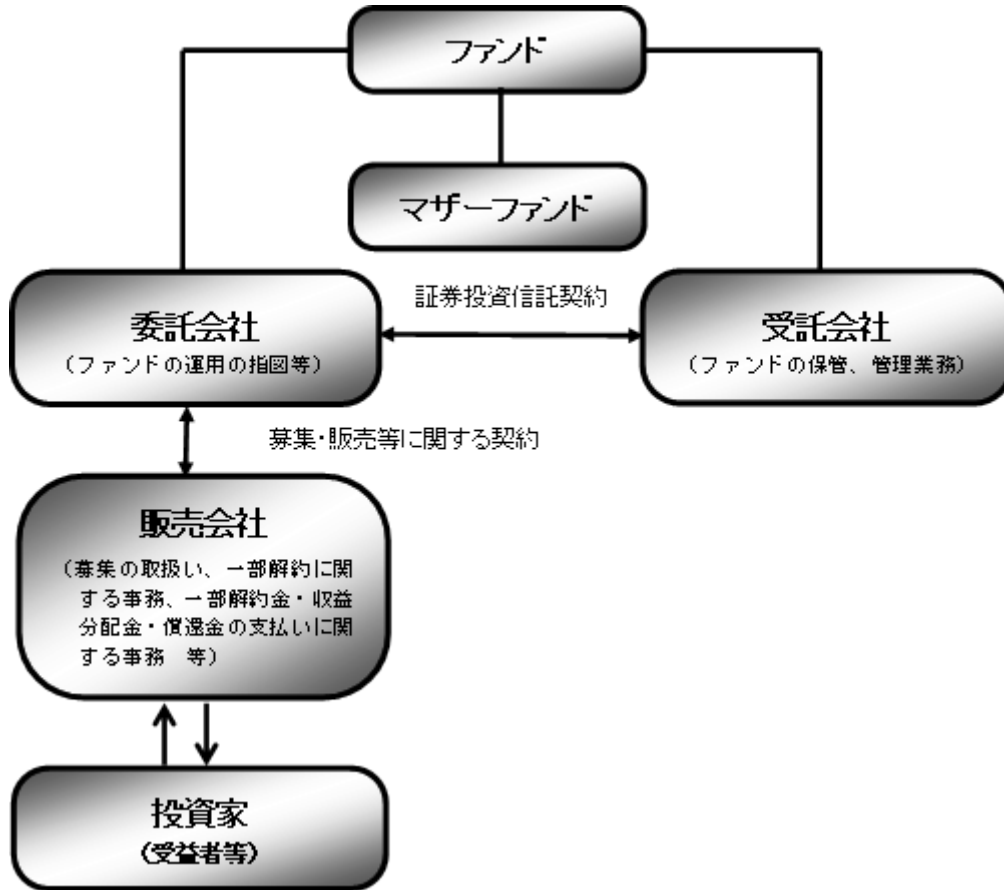 ファンド
マザーファンド
証券投資信託契約
委託会社
（ファンドの運用の指図等）
受託会社
（ファンドの保管、管理業務）
募集・販売等に関する契約
販売会社
（募集の取扱い、一部解約に関
する事務、一部解約金・収益
分配金・償還金の支払いに関
する事務　等）
投資家
（受益者等）